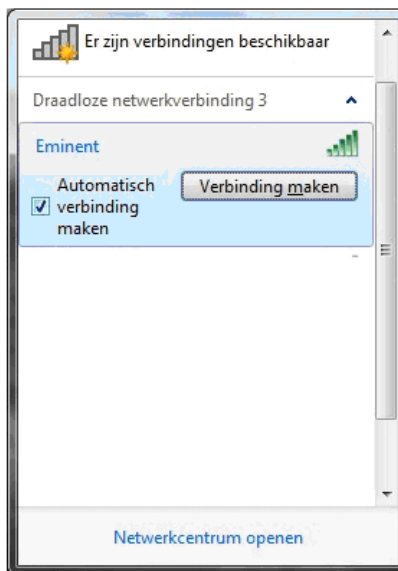 Er zijn verbindingen beschikbaar
Draadloze netwerkverbinding 3
Eminent
Automatisch
verbinding
maken
Verbinding maken
Netwerkcentrum openen